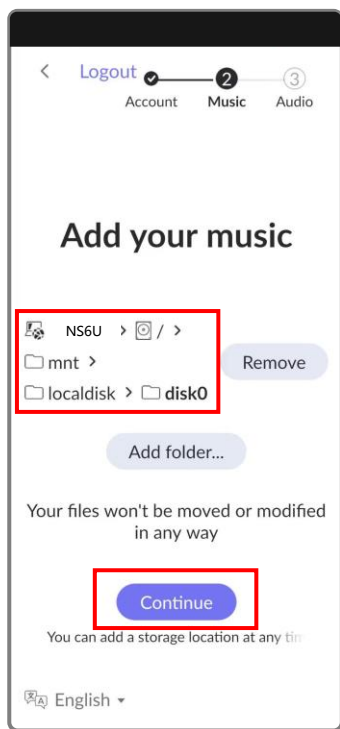 < Logout
2 3
Account Music Audio
Add your music
NS6U > / >
mnt >
Remove
localdisk > disk0
Add folder...
Your files won't be moved or modified
in any way
Continue
You can add a storage location at any
English